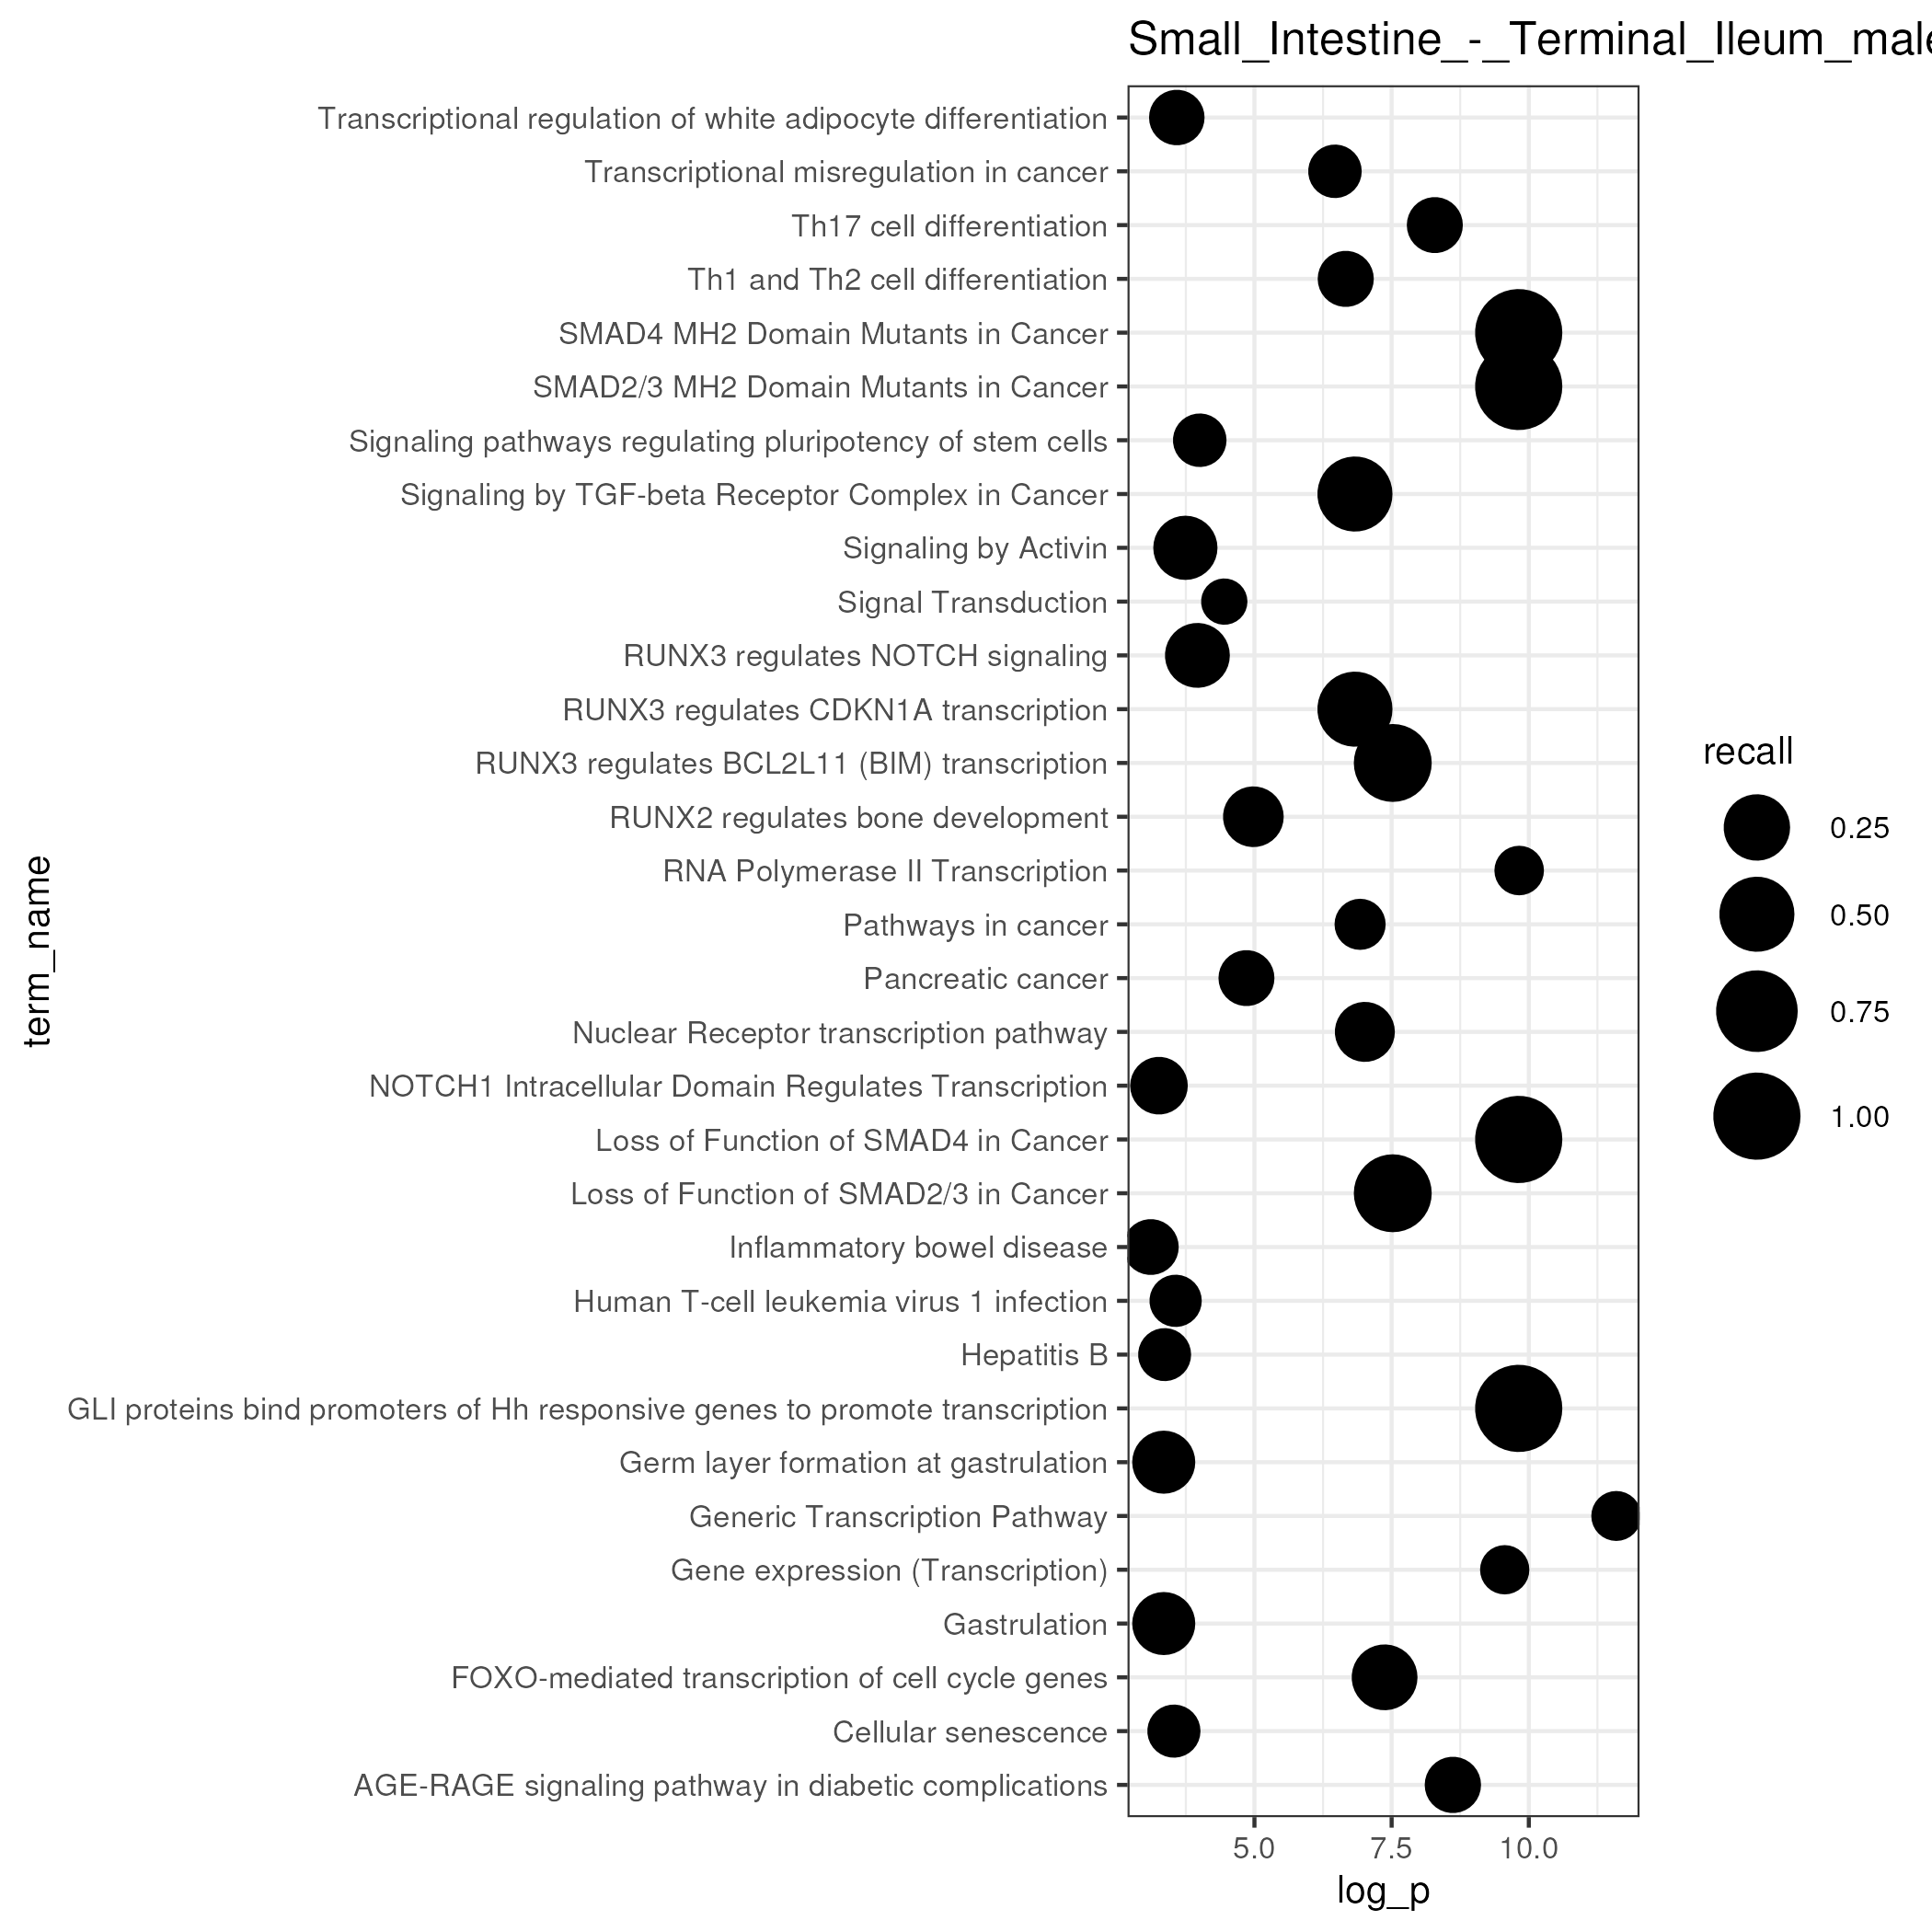 Small_Intestine_-_Terminal_Ileum_male
Transcriptional regulation of white adipocyte differentiation
Transcriptional misregulation in cancer
Th17 cell differentiation
Th1 and Th2 cell differentiation
SMAD4 MH2 Domain Mutants in Cancer
SMAD2/3 MH2 Domain Mutants in Cancer
Signaling pathways regulating pluripotency of stem cells
Signaling by TGF-beta Receptor Complex in Cancer
Signaling by Activin
Signal Transduction
RUNX3 regulates NOTCH signaling
RUNX3 regulates CDKN1A transcription
RUNX3 regulates BCL2L11 (BIM) transcription
RUNX2 regulates bone development
RNA Polymerase II Transcription
Pathways in cancer
Pancreatic cancer
Nuclear Receptor transcription pathway
NOTCH1 Intracellular Domain Regulates Transcription
Loss of Function of SMAD4 in Cancer
Loss of Function of SMAD2/3 in Cancer
Inflammatory bowel disease
Human T-cell leukemia virus 1 infection
Hepatitis B
GLI proteins bind promoters of Hh responsive genes to promote transcription
Germ layer formation at gastrulation
Generic Transcription Pathway
Gene expression (Transcription)
Gastrulation
FOXO-mediated transcription of cell cycle genes
Cellular senescence
AGE-RAGE signaling pathway in diabetic complications
term_name
5.0 7.5 10.0
log_p
recall
0.25
0.50
0.75
1.00